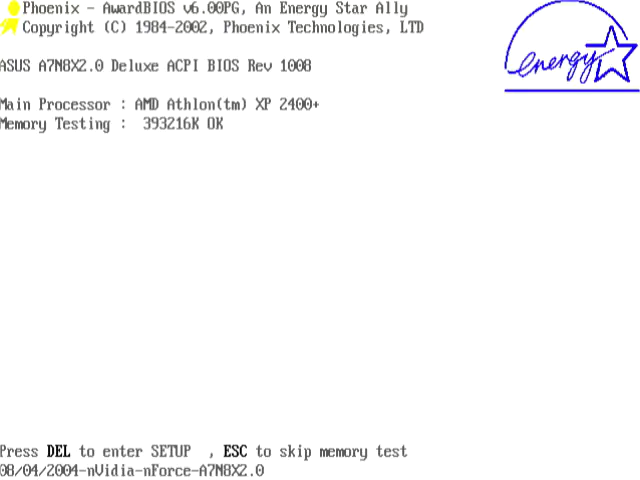 Phoenix - AwardBIOS v6.00PG, An Energy Star Ally
Copyright (C) 1984-2002, Phoenix Technologies, LTD
energy
ASUS A7N8X2.0 Deluxe ACPI BIOS Rev 1008
Main Processor : AMD Athlon(tm) XP 2400+
Memory Testing :  393216K OK
Press DEL to enter SETUP  , ESC to skip memory test
08/04/2004-nVidia-nForce-A7N8X2.0